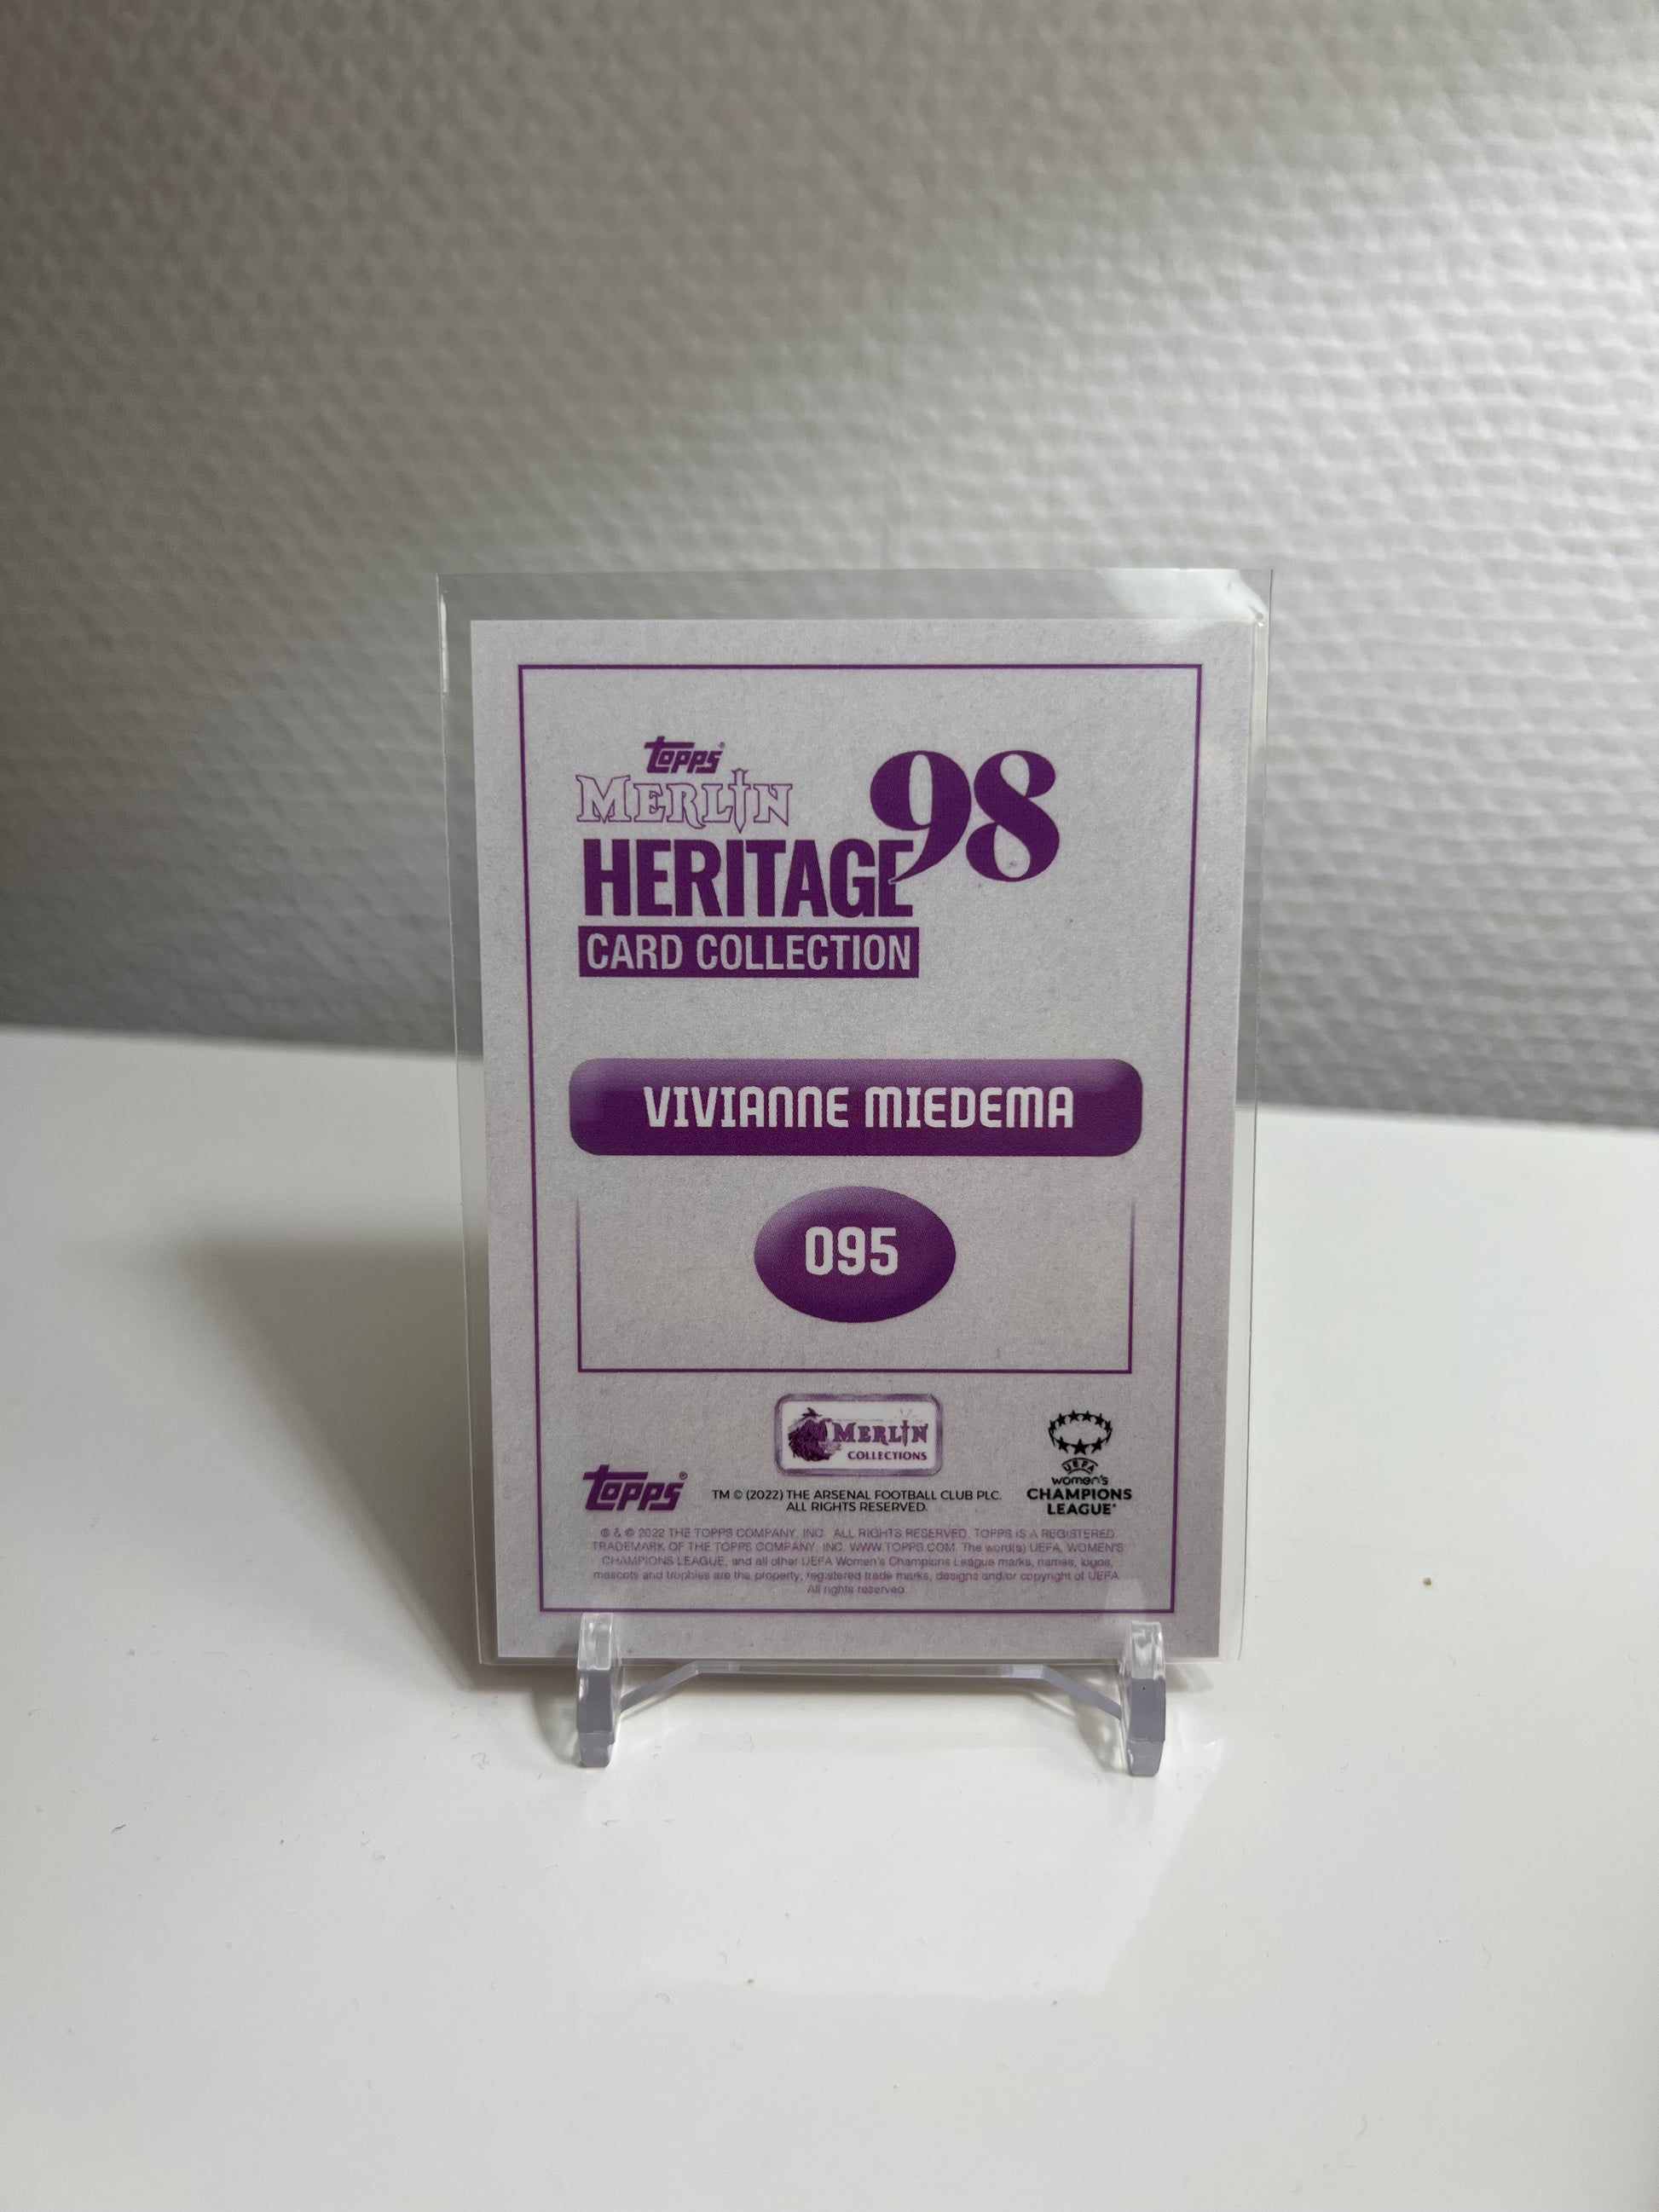 topps
MERLIN
98
HERITAGE
CARD COLLECTION
VIVIANNE MIEDEMA
095
MERLIN
COLLECTIONS
topps®
TM © (2022) THE ARSENAL FOOTBALL CLUB PLC.
ALL RIGHTS RESERVED.
UEFA
women's
CHAMPIONS
LEAGUE
® & © 2022 THE TOPPS COMPANY, INC. ALL RIGHTS RESERVED. TOPPS IS A REGISTERED
TRADEMARK OF THE TOPPS COMPANY, INC. WWW.TOPPS.COM. The word(s) UEFA, WOMEN'S
CHAMPIONS LEAGUE, and all other UEFA Women's Champions League marks, names, logos,
mascots and trophies are the property, registered trade marks, designs and/or copyright of UEFA.
All rights reserved.